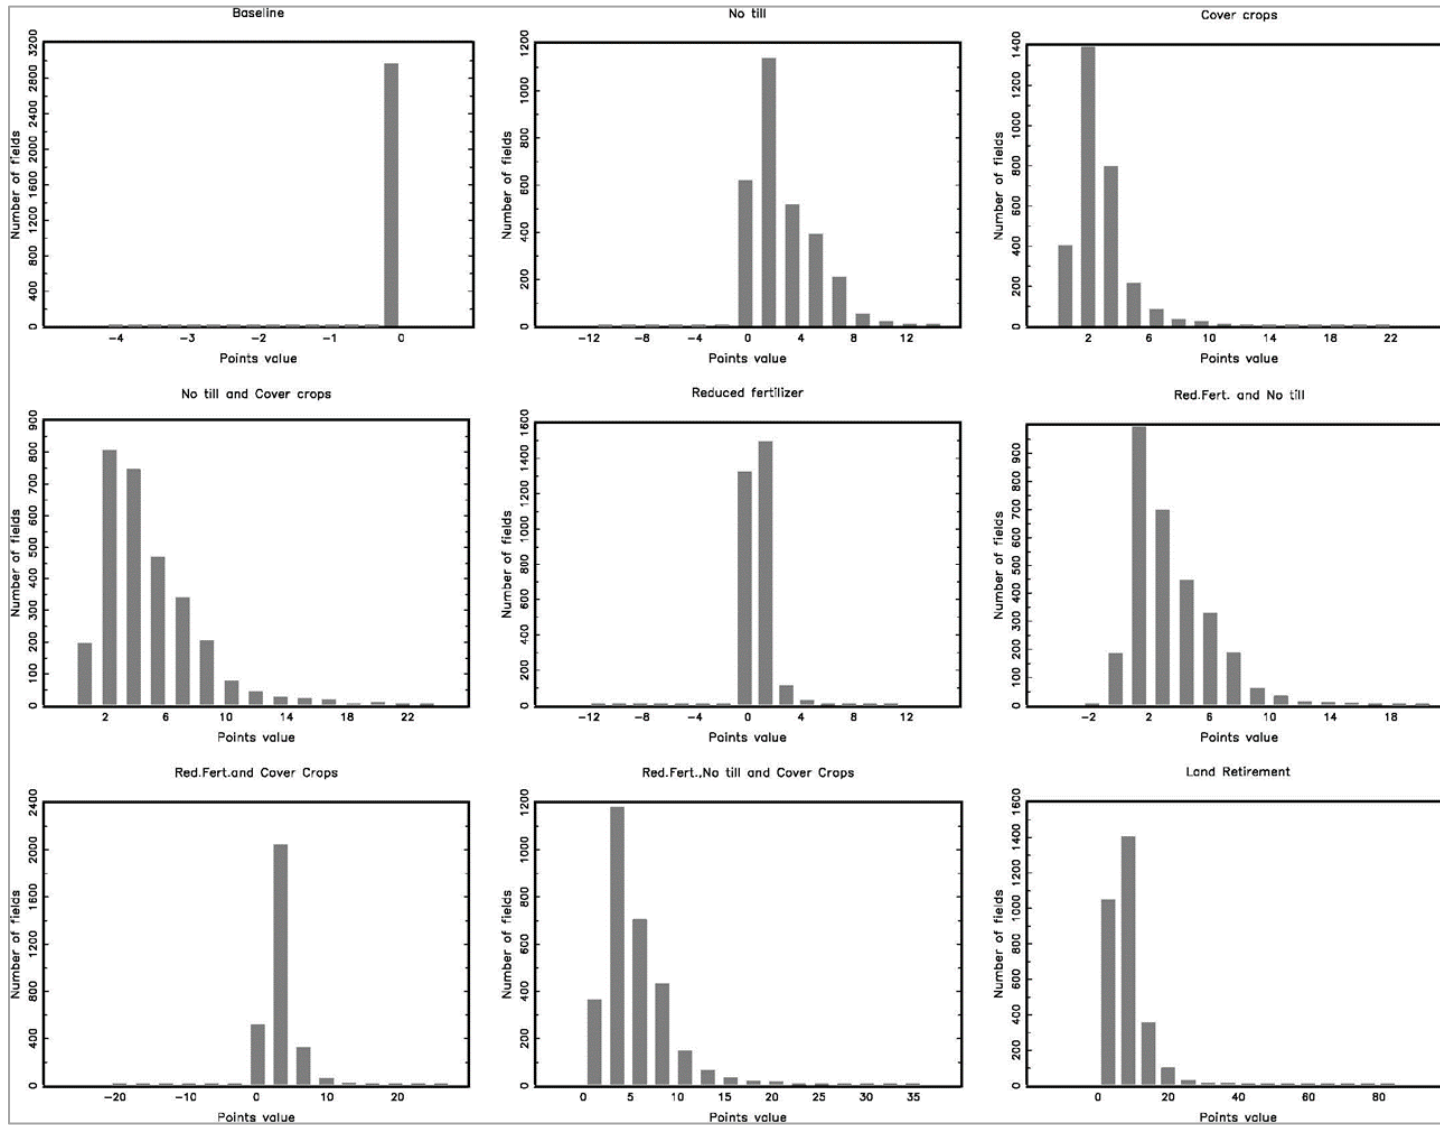 Baseline
Number of fields
3200
2800
2400
2000
1600
1200
800
400
0
-4 -3 -2 -1 0
Points value
No till
Number of fields
1200
1000
800
600
400
200
0
-12 -8 -4 0 4 8 12
Points value
Cover crops
Number of fields
1400
1200
1000
800
600
400
200
0
2 6 10 14 18 22
Points value
No till and Cover crops
Number of fields
900
800
700
600
500
400
300
200
100
0
2 6 10 14 18 22
Points value
Reduced fertilizer
Number of fields
1600
1400
1200
1000
800
600
400
200
0
-12 -8 -4 0 4 8 12
Points value
Red.Fert. and No till
Number of fields
900
800
700
600
500
400
300
200
100
0
-2 2 6 10 14 18
Points value
Red.Fert.and Cover Crops
Number of fields
2400
2000
1600
1200
800
400
0
-20 -10 0 10 20
Points value
Red.Fert.,No till and Cover Crops
Number of fields
1200
1000
800
600
400
200
0
0 5 10 15 20 25 30 35
Points value
Land Retirement
Number of fields
1600
1400
1200
1000
800
600
400
200
0
0 20 40 60 80
Points value